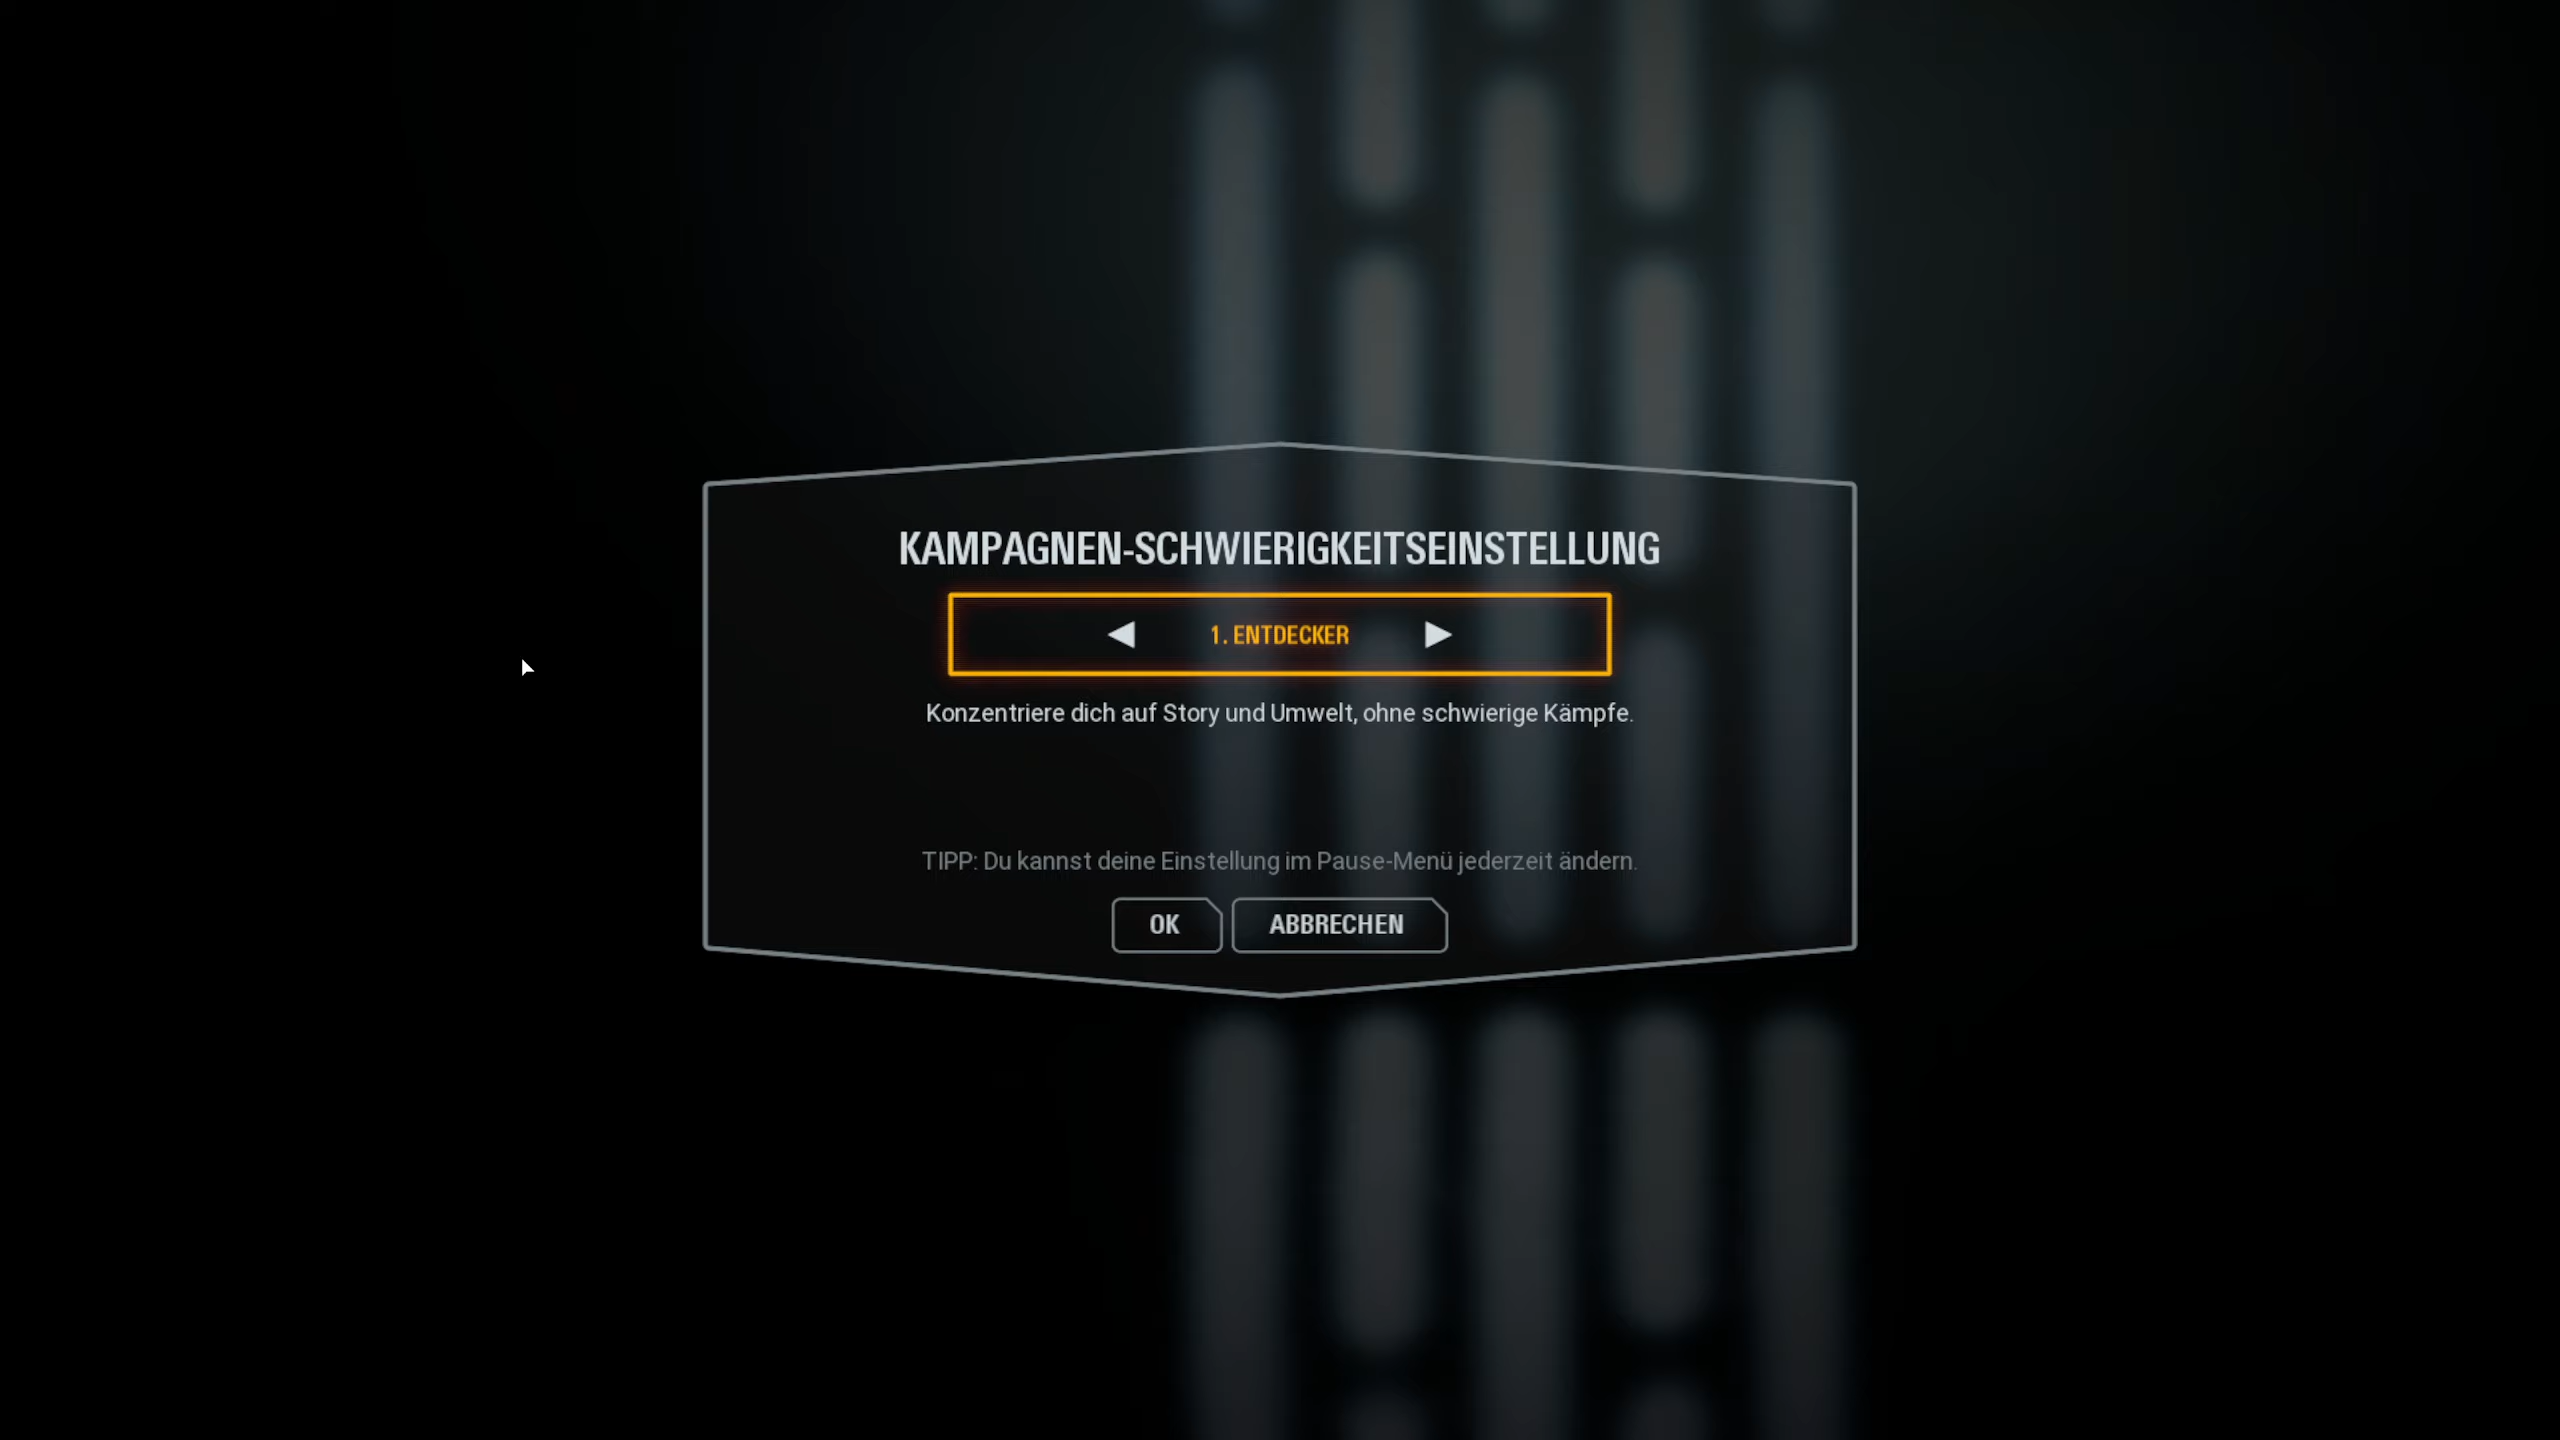 KAMPAGNEN-SCHWIERIGKEITSEINSTELLUNG
1. ENTDECKER
Konzentriere dich auf Story und Umwelt, ohne schwierige Kämpfe.
TIPP: Du kannst deine Einstellung im Pause-Menü jederzeit ändern.
OK ABBRECHEN